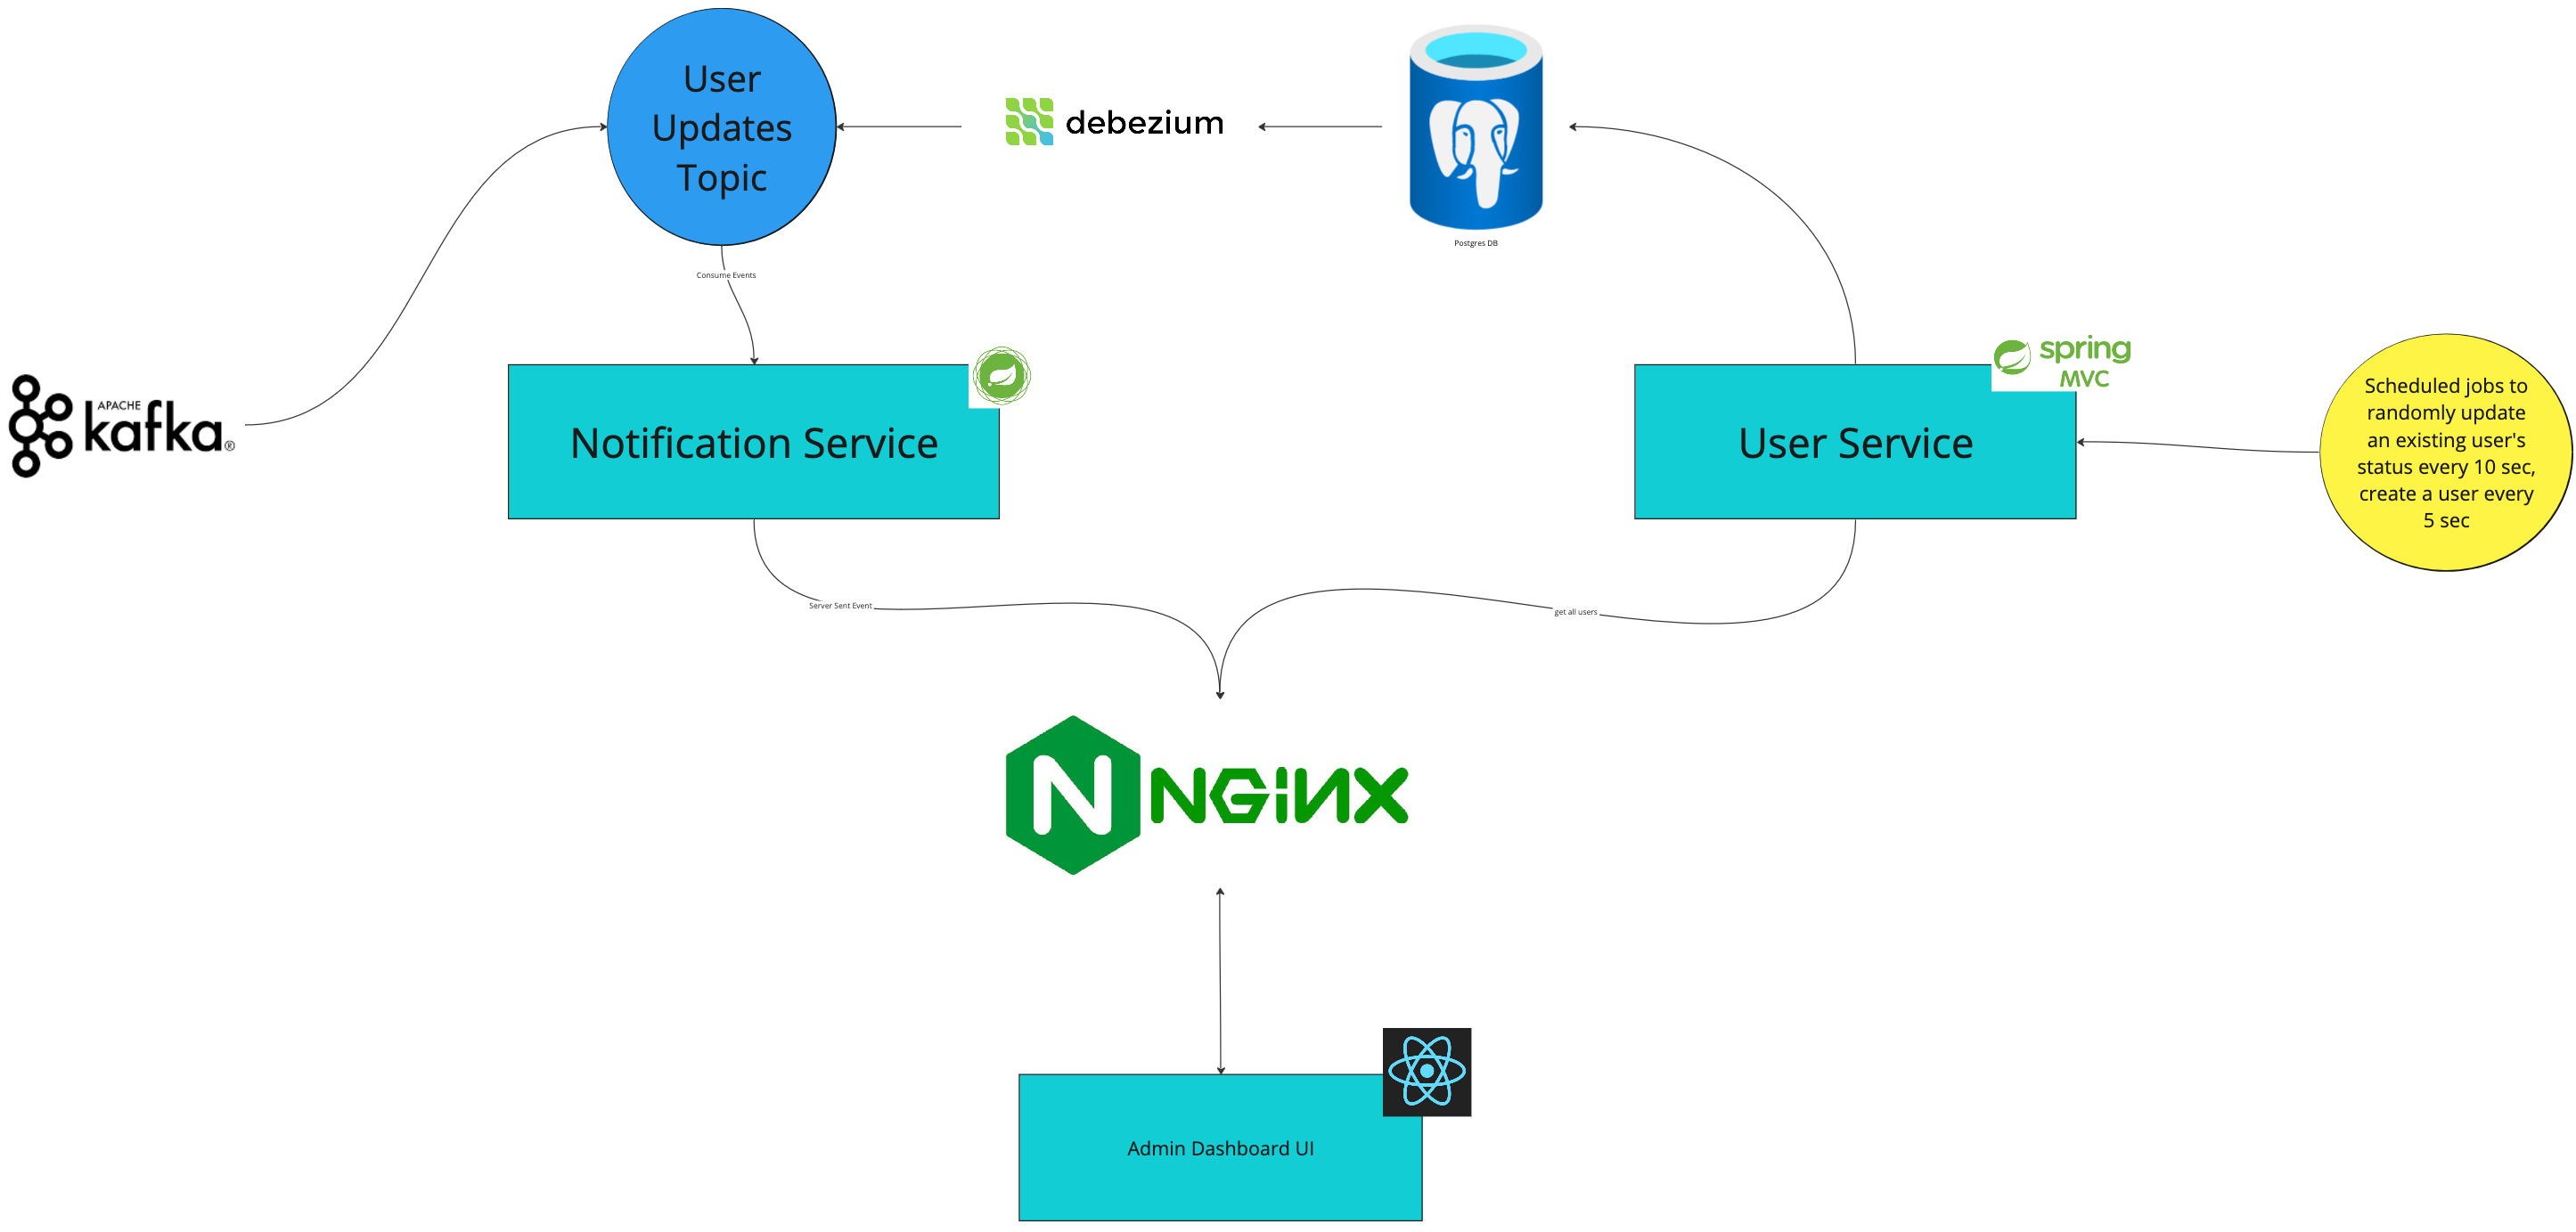 User
Updates
Topic
debezium
Postgres DB
Consume Events
APACHE
kafka®
Notification Service
spring
MVC
User Service
Scheduled jobs to
randomly update
an existing user's
status every 10 sec,
create a user every
5 sec
Server Sent Event
get all users
N NGINX
Admin Dashboard UI